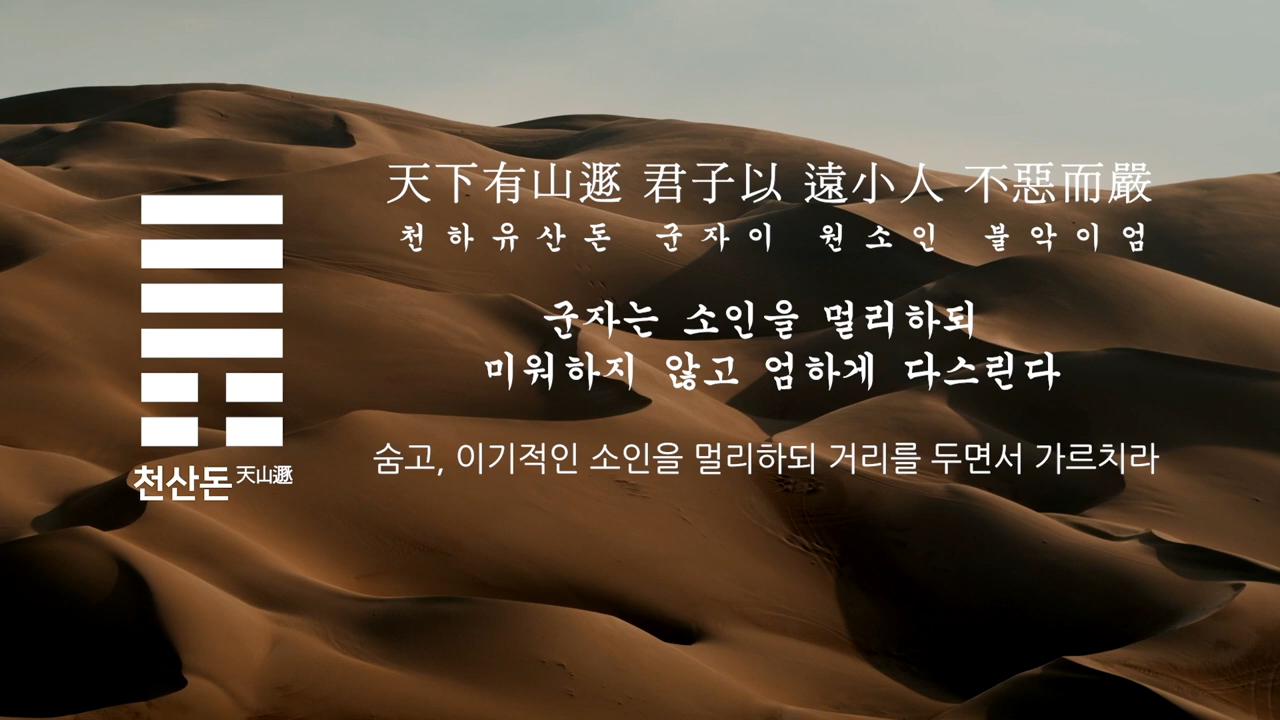 天下有山遯 君子以 遠小人 不惡而嚴
천하유산돈 군자이 원소인 불악이엄
군자는 소인을 멀리하되
미워하지 않고 엄하게 다스린다
숨고, 이기적인 소인을 멀리하되 거리를 두면서 가르치라
천산돈 天山遯